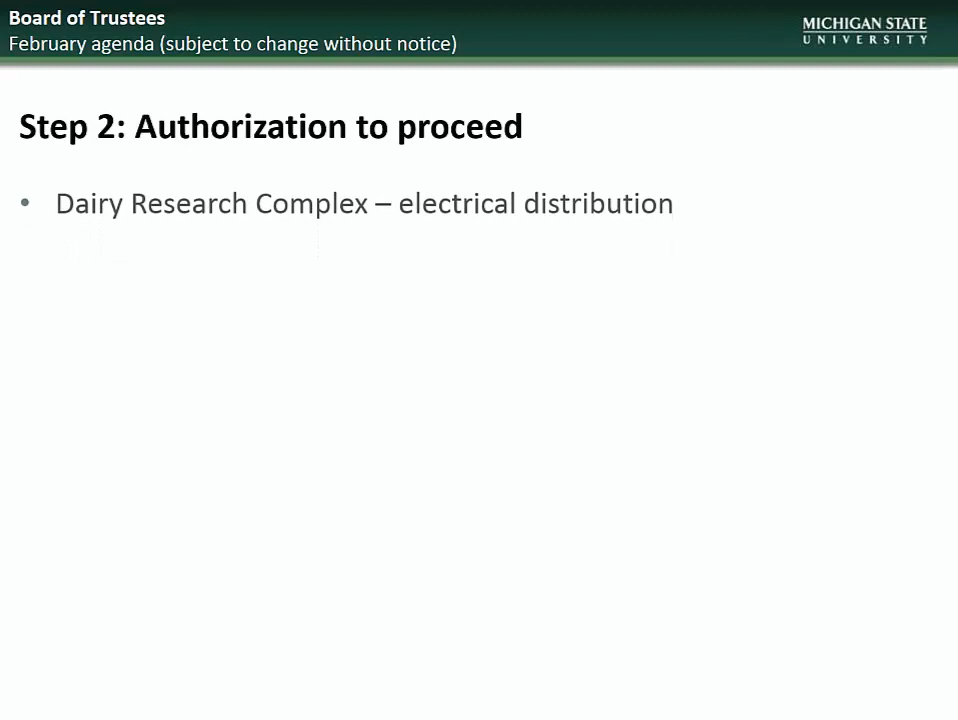 Board of Trustees
February agenda (subject to change without notice)
MICHIGAN STATE
UNIVERSITY
Step 2: Authorization to proceed
• Dairy Research Complex – electrical distribution